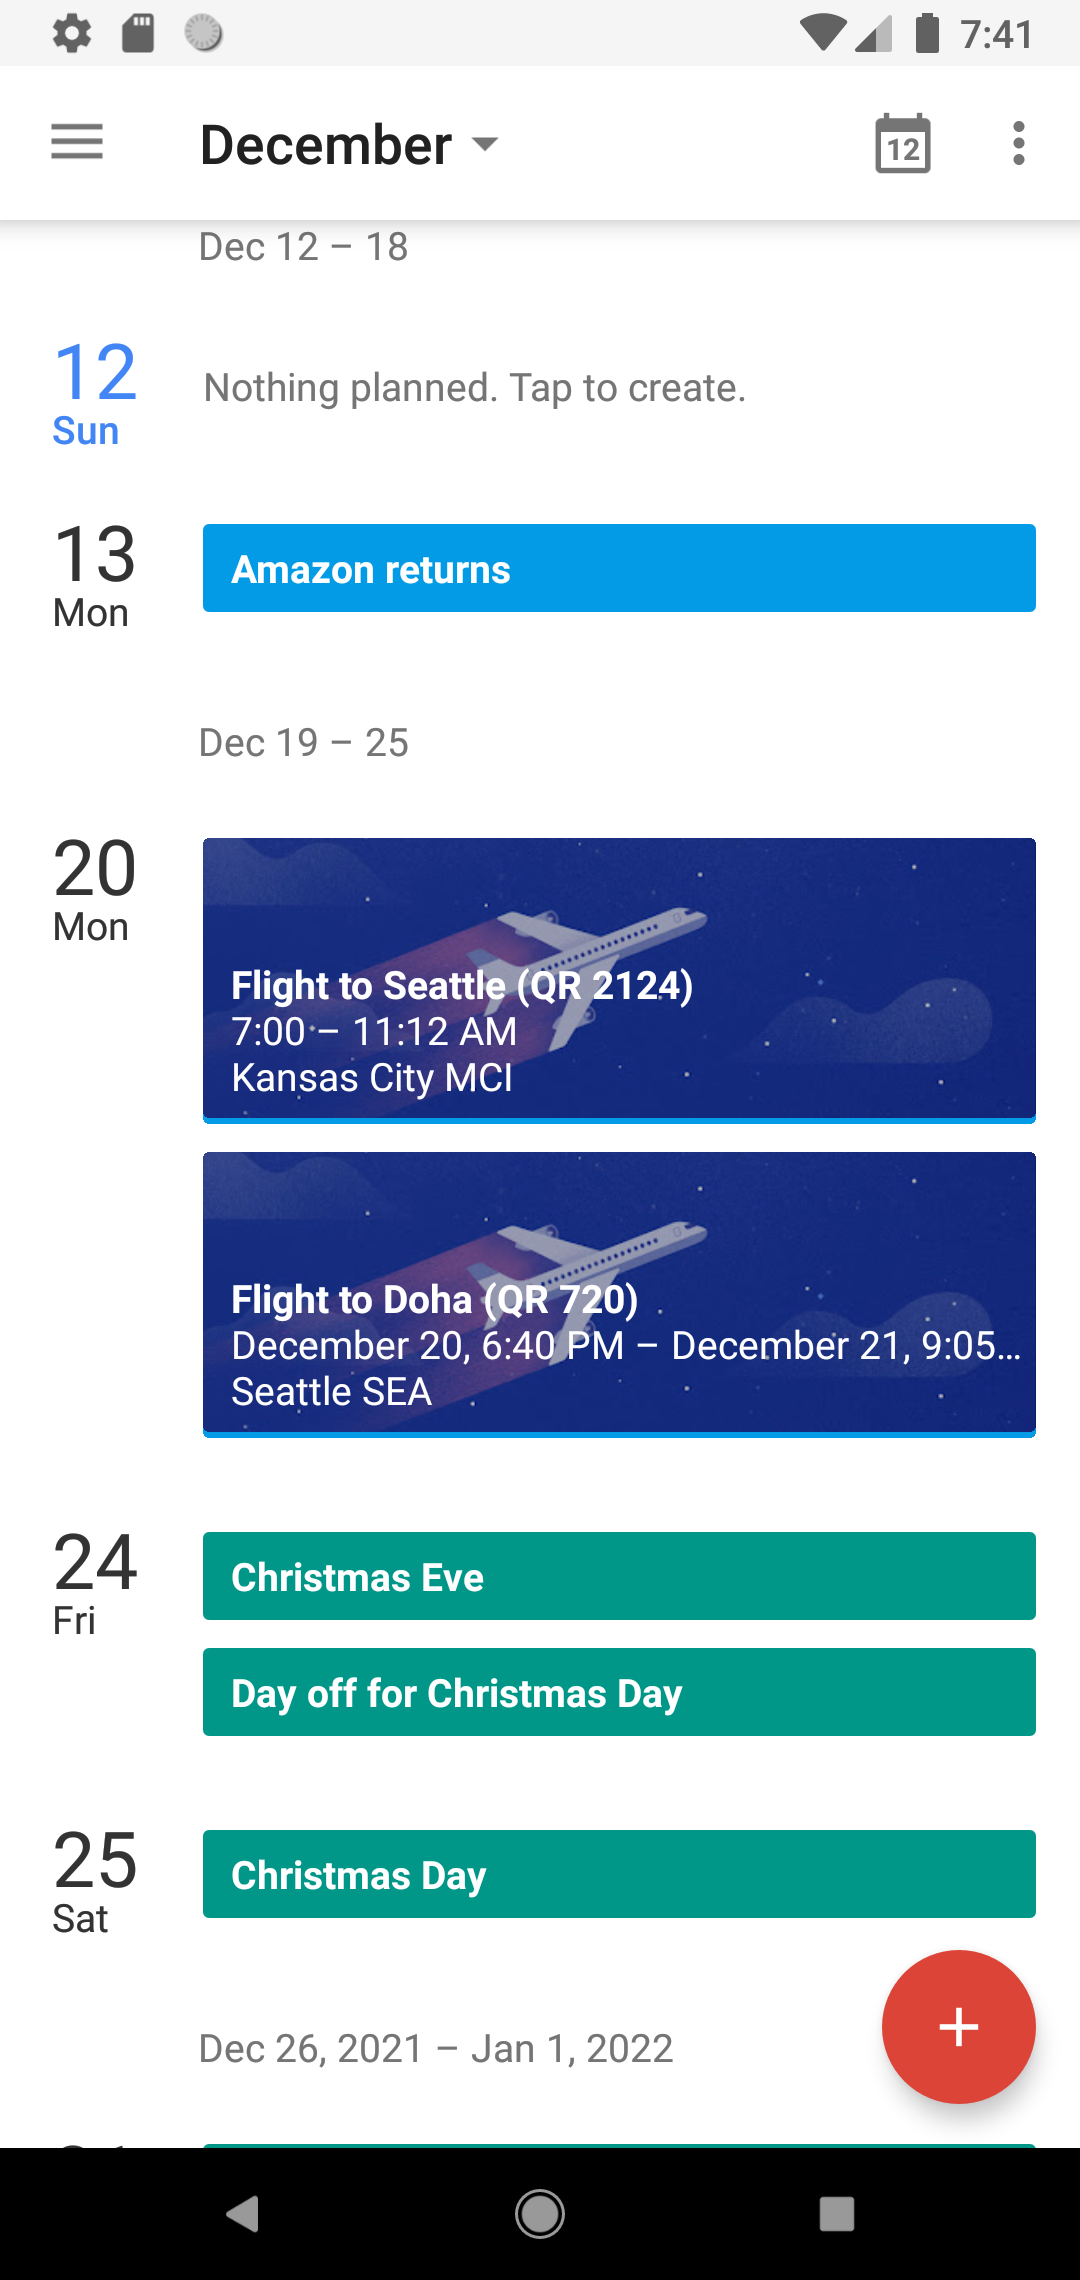 7:41
December
12
Dec 12 – 18
12
Sun
Nothing planned. Tap to create.
13
Mon
Amazon returns
Dec 19 – 25
20
Mon
Flight to Seattle (QR 2124)
7:00 – 11:12 AM
Kansas City MCI
Flight to Doha (QR 720)
December 20, 6:40 PM – December 21, 9:05...
Seattle SEA
24
Fri
Christmas Eve
Day off for Christmas Day
25
Sat
Christmas Day
Dec 26, 2021 – Jan 1, 2022